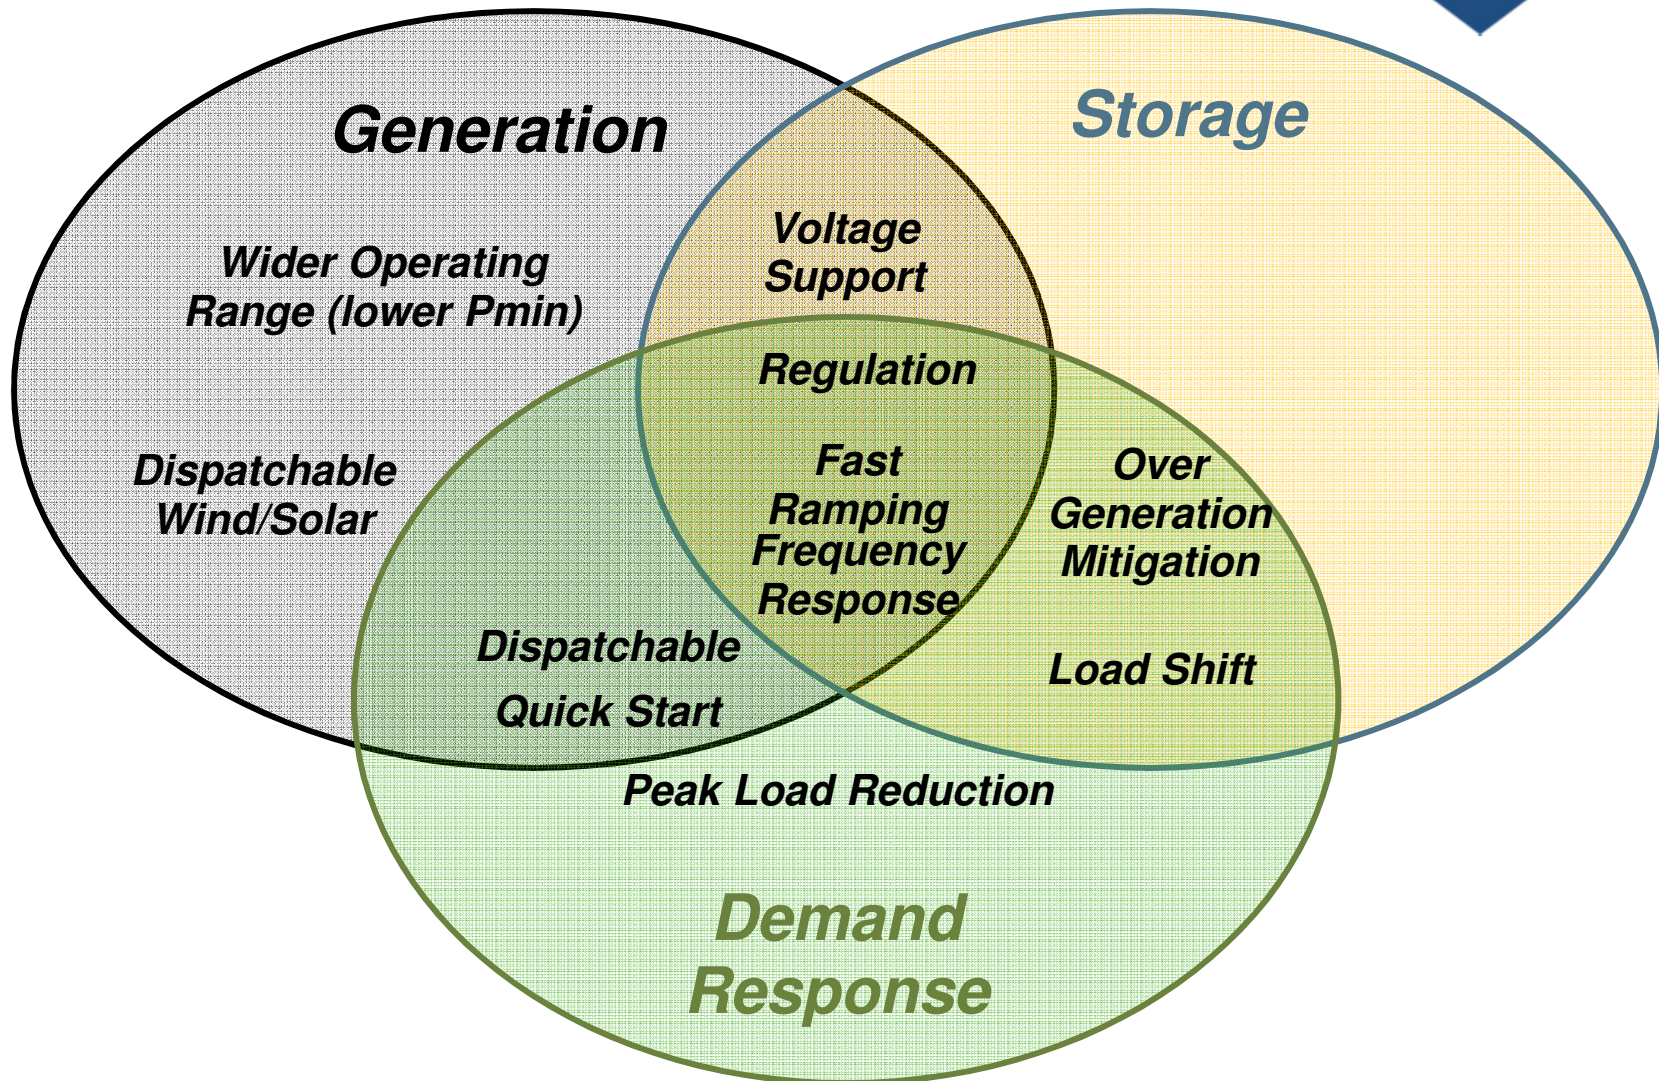 Generation
Storage
Voltage
Support
Wider Operating
Range (lower Pmin)
Regulation
Dispatchable
Wind/Solar
Fast
Ramping
Frequency
Response
Over
Generation
Mitigation
Dispatchable
Quick Start
Load Shift
Peak Load Reduction
Demand
Response